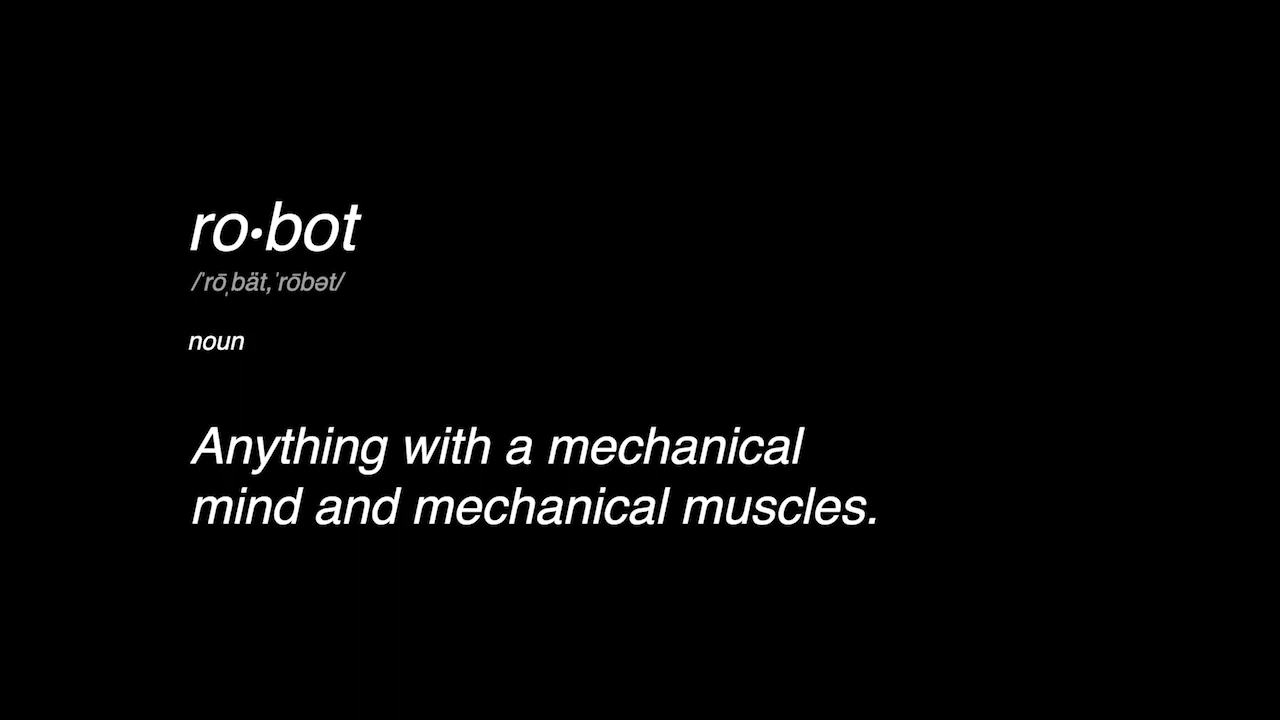 ro·bot
/ˈrōˌbät,ˈrōbət/
noun
Anything with a mechanical
mind and mechanical muscles.